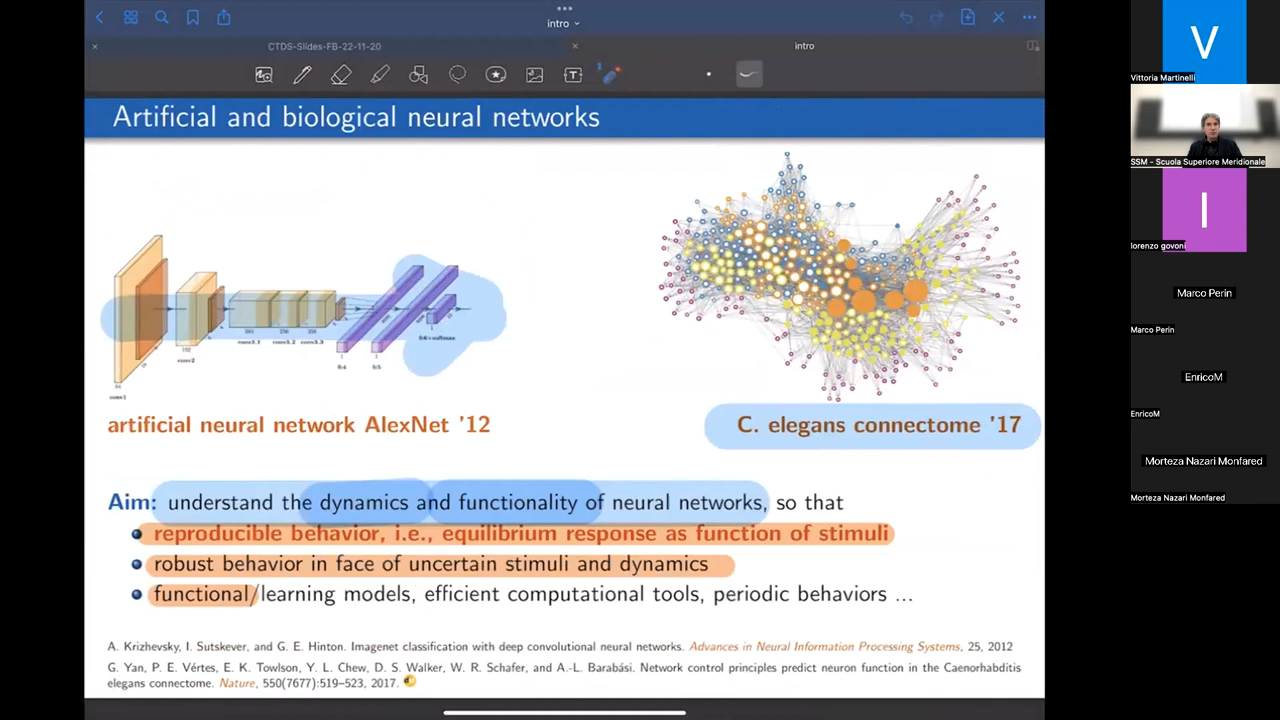 intro
CTDS-Slides-FB-22-11-20
intro
Artificial and biological neural networks
artificial neural network AlexNet '12
C. elegans connectome '17
Aim: understand the dynamics and functionality of neural networks, so that
reproducible behavior, i.e., equilibrium response as function of stimuli
robust behavior in face of uncertain stimuli and dynamics
functional/learning models, efficient computational tools, periodic behaviors ...
A. Krizhevsky, I. Sutskever, and G. E. Hinton. Imagenet classification with deep convolutional neural networks. Advances in Neural Information Processing Systems, 25, 2012
G. Yan, P. E. Vértes, E. K. Towlson, Y. L. Chew, D. S. Walker, W. R. Schafer, and A.-L. Barabási. Network control principles predict neuron function in the Caenorhabditis
elegans connectome. Nature, 550(7677):519–523, 2017.
V
Vittoria Martinelli
SSM - Scuola Superiore Meridionale
l
lorenzo govoni
Marco Perin
Marco Perin
EnricoM
EnricoM
Morteza Nazari Monfared
Morteza Nazari Monfared